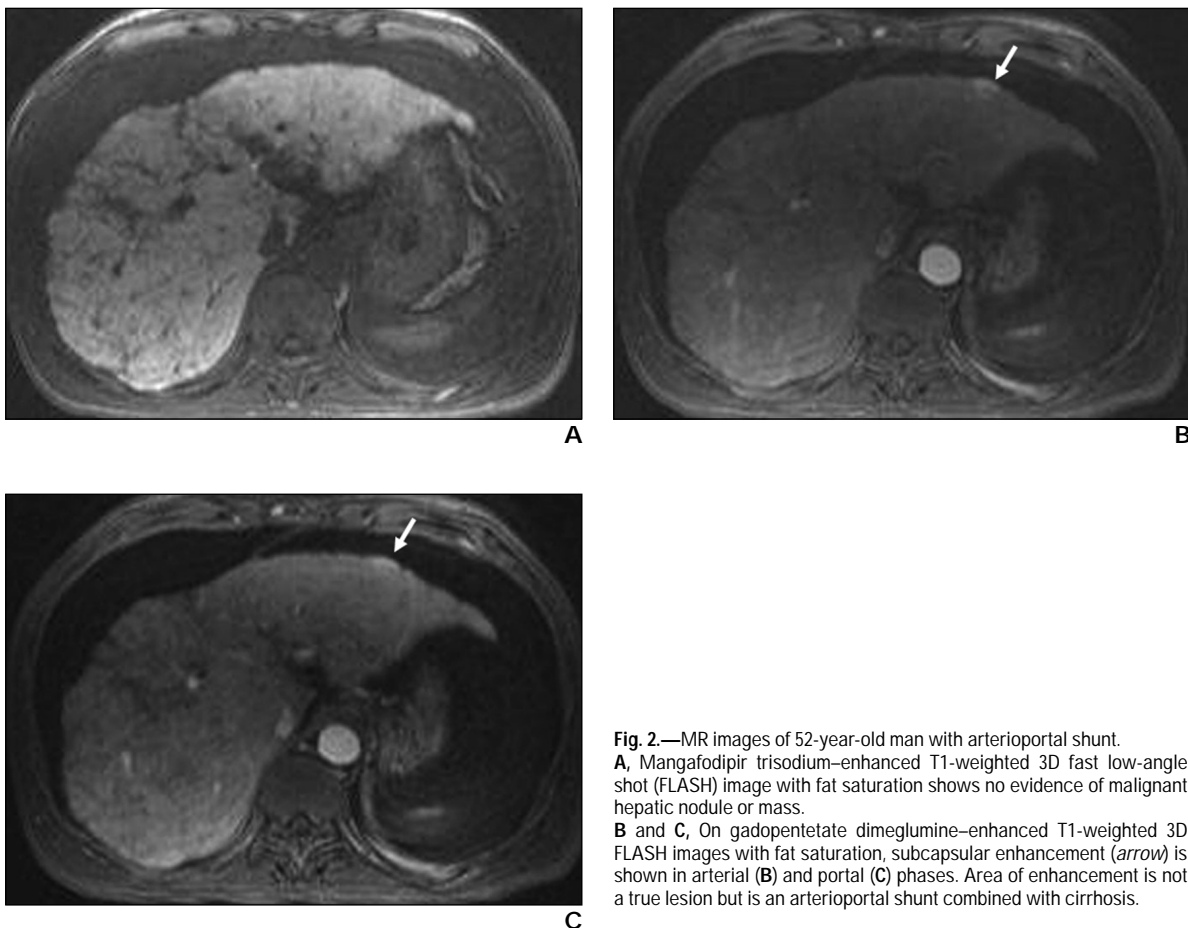 A
B
C
Fig. 2.—MR images of 52-year-old man with arterioportal shunt.
A, Mangafodipir trisodium–enhanced T1-weighted 3D fast low-angle
shot (FLASH) image with fat saturation shows no evidence of malignant
hepatic nodule or mass.
B and C, On gadopentetate dimeglumine–enhanced T1-weighted 3D
FLASH images with fat saturation, subcapsular enhancement (arrow) is
shown in arterial (B) and portal (C) phases. Area of enhancement is not
a true lesion but is an arterioportal shunt combined with cirrhosis.